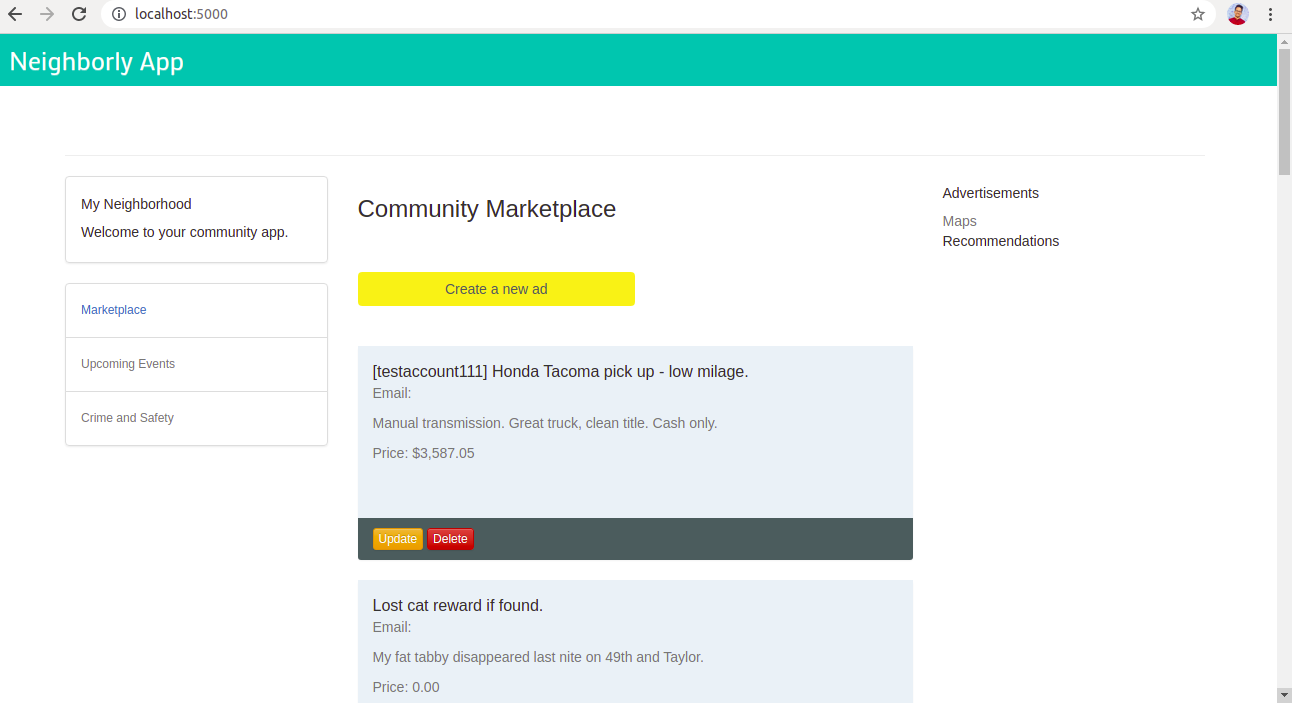 localhost:5000
Neighborly App
My Neighborhood
Welcome to your community app.
Marketplace
Upcoming Events
Crime and Safety
Community Marketplace
Create a new ad
[testaccount111] Honda Tacoma pick up - low milage.
Email:
Manual transmission. Great truck, clean title. Cash only.
Price: $3,587.05
Update Delete
Lost cat reward if found.
Email:
My fat tabby disappeared last nite on 49th and Taylor.
Price: 0.00
Advertisements
Maps
Recommendations